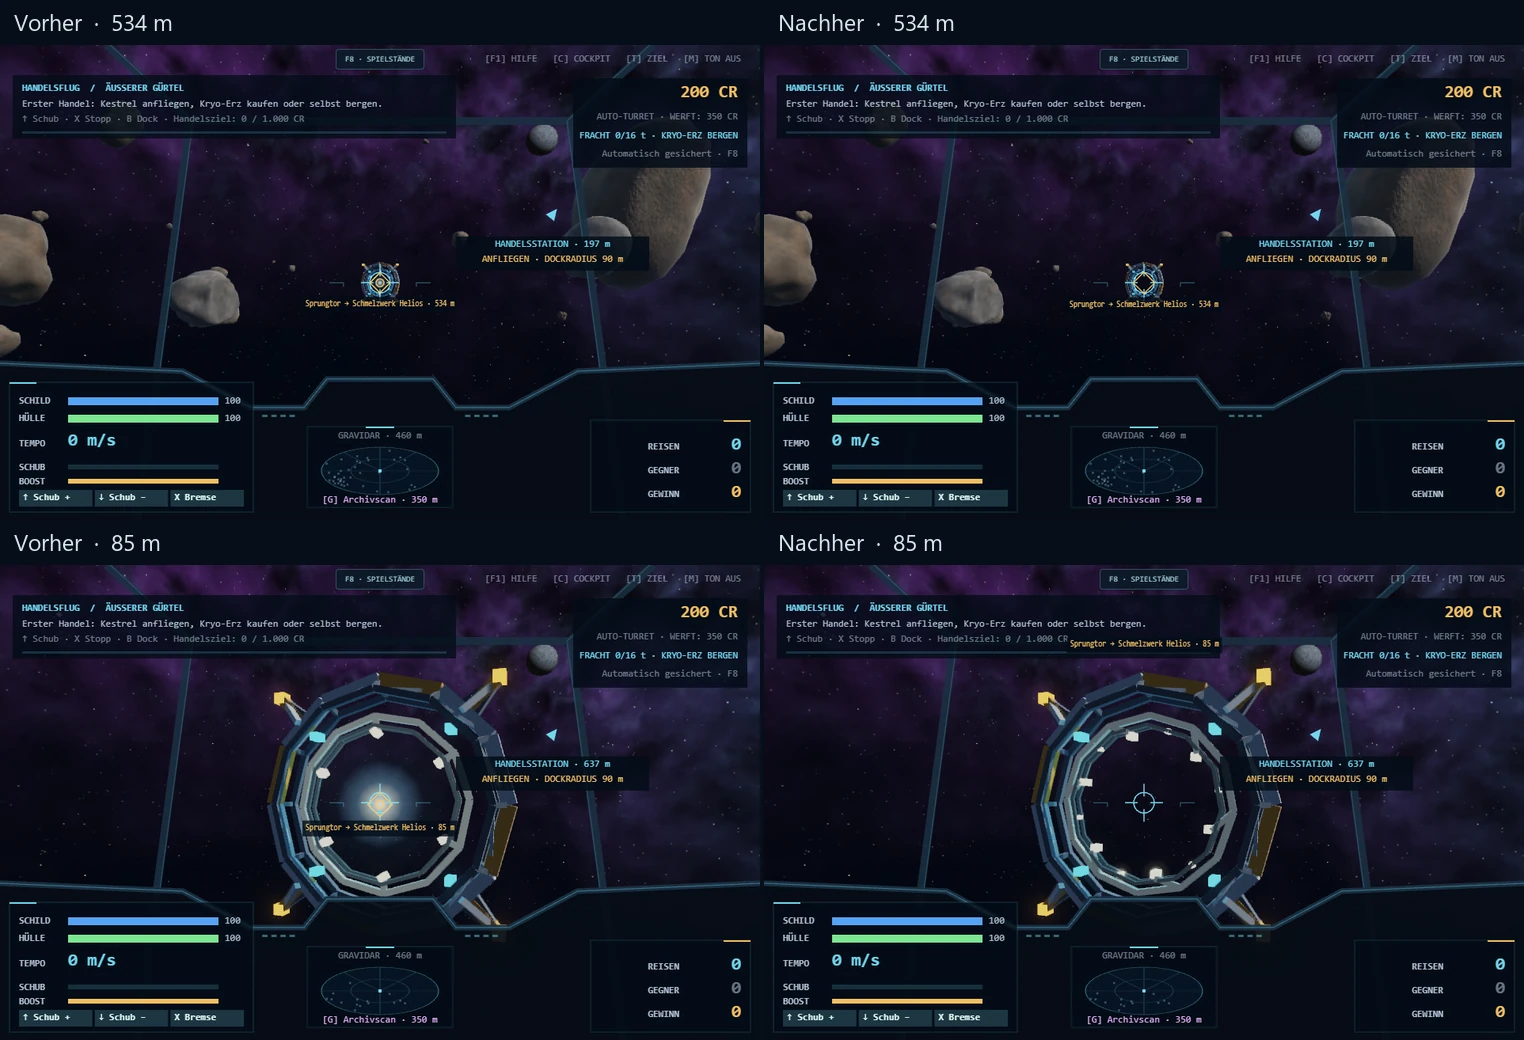 Vorher · 534 m
F8 · SPIELSTÄNDE
[F1] HILFE [C] COCKPIT [T] ZIEL · [M] TON AUS
HANDELSFLUG / ÄUSSERER GÜRTEL
Erster Handel: Kestrel anfliegen, Kryo-Erz kaufen oder selbst bergen.
↑ Schub · X Stopp · B Dock · Handelsziel: 0 / 1.000 CR
200 CR
AUTO-TURRET · WERFT: 350 CR
FRACHT 0/16 t · KRYO-ERZ BERGEN
Automatisch gesichert · F8
HANDELSSTATION · 197 m
ANFLIEGEN · DOCKRADIUS 90 m
Sprungtor → Schmelzwerk Helios · 534 m
SCHILD 100
HÜLLE 100
TEMPO 0 m/s
SCHUB
BOOST
↑ Schub + ↓ Schub − X Bremse
GRAVIDAR · 460 m
[G] Archivscan · 350 m
REISEN 0
GEGNER 0
GEWINN 0
Nachher · 534 m
F8 · SPIELSTÄNDE
[F1] HILFE [C] COCKPIT [T] ZIEL · [M] TON AUS
HANDELSFLUG / ÄUSSERER GÜRTEL
Erster Handel: Kestrel anfliegen, Kryo-Erz kaufen oder selbst bergen.
↑ Schub · X Stopp · B Dock · Handelsziel: 0 / 1.000 CR
200 CR
AUTO-TURRET · WERFT: 350 CR
FRACHT 0/16 t · KRYO-ERZ BERGEN
Automatisch gesichert · F8
HANDELSSTATION · 197 m
ANFLIEGEN · DOCKRADIUS 90 m
Sprungtor → Schmelzwerk Helios · 534 m
SCHILD 100
HÜLLE 100
TEMPO 0 m/s
SCHUB
BOOST
↑ Schub + ↓ Schub − X Bremse
GRAVIDAR · 460 m
[G] Archivscan · 350 m
REISEN 0
GEGNER 0
GEWINN 0
Vorher · 85 m
F8 · SPIELSTÄNDE
[F1] HILFE [C] COCKPIT [T] ZIEL · [M] TON AUS
HANDELSFLUG / ÄUSSERER GÜRTEL
Erster Handel: Kestrel anfliegen, Kryo-Erz kaufen oder selbst bergen.
↑ Schub · X Stopp · B Dock · Handelsziel: 0 / 1.000 CR
200 CR
AUTO-TURRET · WERFT: 350 CR
FRACHT 0/16 t · KRYO-ERZ BERGEN
Automatisch gesichert · F8
HANDELSSTATION · 637 m
ANFLIEGEN · DOCKRADIUS 90 m
Sprungtor → Schmelzwerk Helios · 85 m
SCHILD 100
HÜLLE 100
TEMPO 0 m/s
SCHUB
BOOST
↑ Schub + ↓ Schub − X Bremse
GRAVIDAR · 460 m
[G] Archivscan · 350 m
REISEN 0
GEGNER 0
GEWINN 0
Nachher · 85 m
F8 · SPIELSTÄNDE
[F1] HILFE [C] COCKPIT [T] ZIEL · [M] TON AUS
HANDELSFLUG / ÄUSSERER GÜRTEL
Erster Handel: Kestrel anfliegen, Kryo-Erz kaufen oder selbst bergen.
↑ Schub · X Stopp · B Dock · Handelsziel: 0 / 1.000 CR
Sprungtor → Schmelzwerk Helios · 85 m
200 CR
AUTO-TURRET · WERFT: 350 CR
FRACHT 0/16 t · KRYO-ERZ BERGEN
Automatisch gesichert · F8
HANDELSSTATION · 637 m
ANFLIEGEN · DOCKRADIUS 90 m
SCHILD 100
HÜLLE 100
TEMPO 0 m/s
SCHUB
BOOST
↑ Schub + ↓ Schub − X Bremse
GRAVIDAR · 460 m
[G] Archivscan · 350 m
REISEN 0
GEGNER 0
GEWINN 0